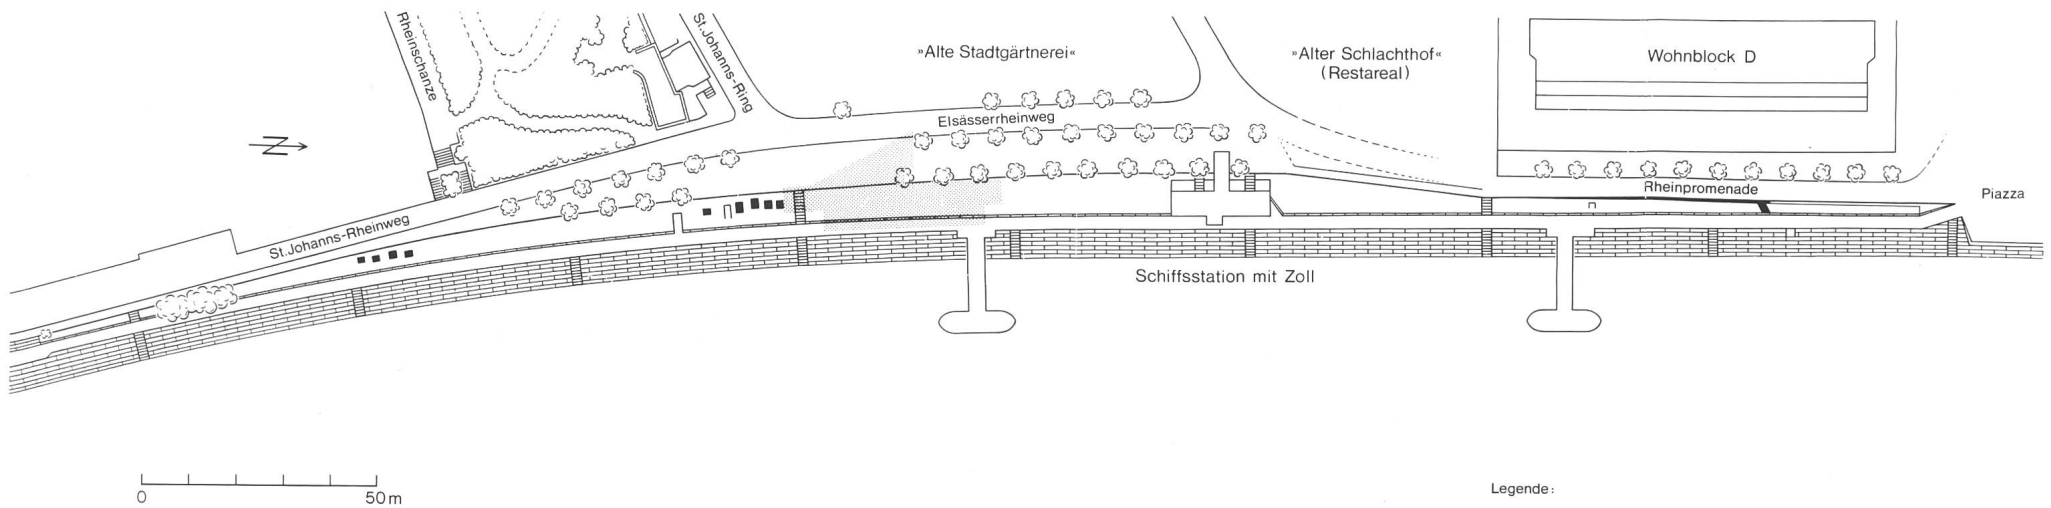 Rheinschanze
St.Johanns-Ring
»Alte Stadtgärtnerei«
»Alter Schlachthof«
(Restareal)
Wohnblock D
Elsässerrheinweg
N
Rheinpromenade
Piazza
St.Johanns-Rheinweg
Schiffsstation mit Zoll
0
50 m
Legende: